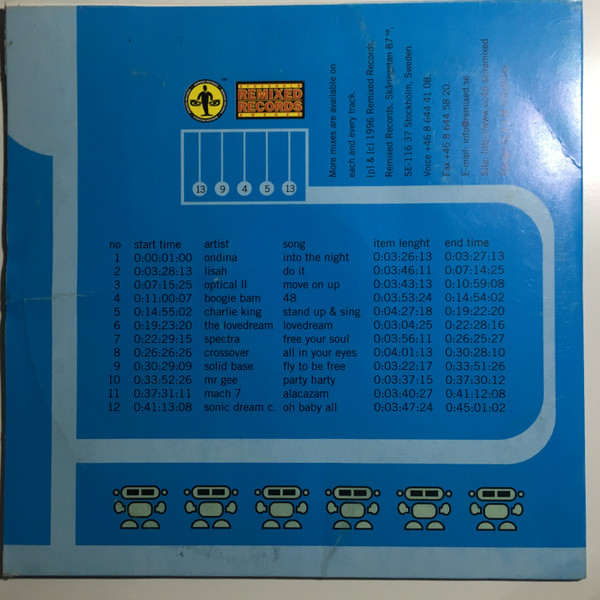 TM
REMIXED
RECORDS
More mixes are available on
each and every track.
[p] & [c] 1996 Remixed Records.
Remixed Records, Skånegatan 87
SE-116 37 Stockholm, Sweden.
Voice +46 8 644 41 08.
Fax +46 8 644 58 20.
E-mail: info@remixed.se
13 9 4 5 13
no start time artist song item lenght end time
1 0:00:01:00 ondina into the night 0:03:26:13 0:03:27:13
2 0:03:28:13 lisah do it 0:03:46:11 0:07:14:25
3 0:07:15:25 optical II move on up 0:03:43:13 0:10:59:08
4 0:11:00:07 boogie bam 48 0:03:53:24 0:14:54:02
5 0:14:55:02 charlie king stand up & sing 0:04:27:18 0:19:22:20
6 0:19:23:20 the lovedream lovedream 0:03:04:25 0:22:28:16
7 0:22:29:15 spectra free your soul 0:03:56:11 0:26:25:27
8 0:26:26:26 crossover all in your eyes 0:04:01:13 0:30:28:10
9 0:30:29:09 solid base fly to be free 0:03:22:17 0:33:51:26
10 0:33:52:26 mr gee party harty 0:03:37:15 0:37:30:12
11 0:37:31:11 mach 7 alacazam 0:03:40:27 0:41:12:08
12 0:41:13:08 sonic dream c. oh baby all 0:03:47:24 0:45:01:02